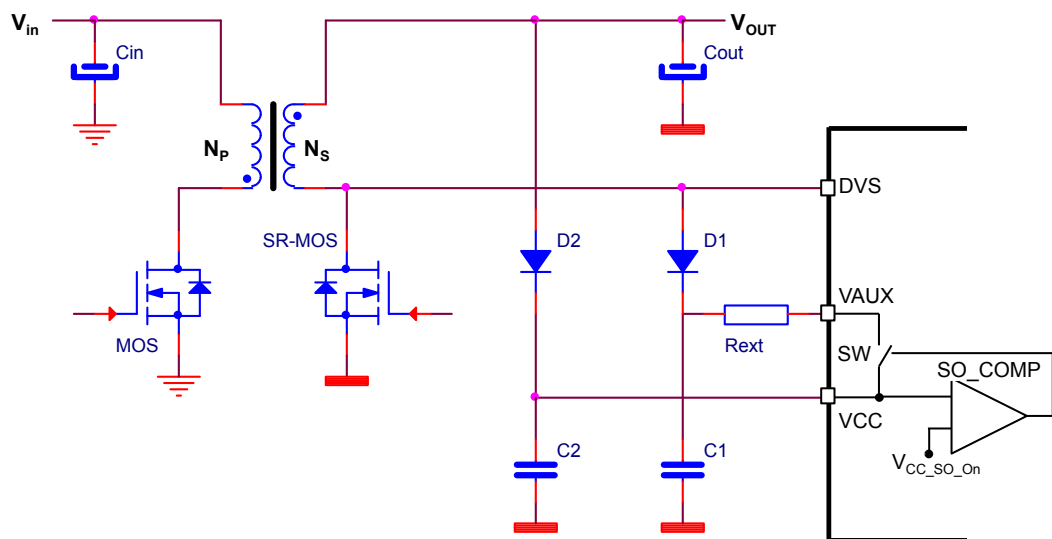 Vin
VOUT
Cin
Cout
NP
NS
DVS
SR-MOS
D2
D1
VAUX
MOS
Rext
SW
SO_COMP
VCC
C2
C1
VCC_SO_On